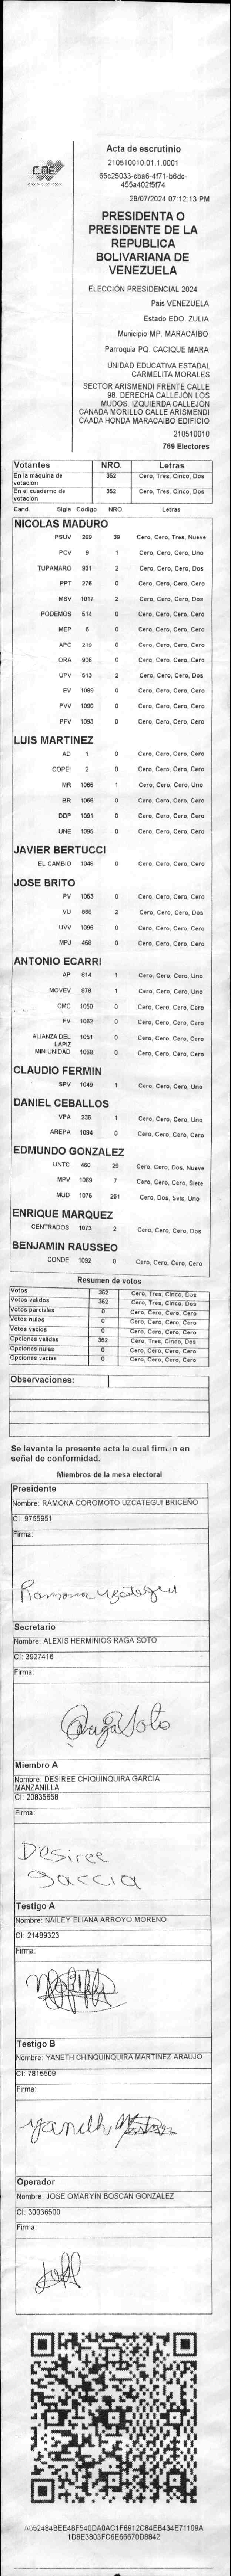 CNE
Acta de escrutinio
210510010.01.1.0001
65c25033-cba6-4f71-b6dc-
455a402f5f74
28/07/2024 07:12:13 PM
PRESIDENTA O
PRESIDENTE DE LA
REPUBLICA
BOLIVARIANA DE
VENEZUELA
ELECCIÓN PRESIDENCIAL 2024
Pais VENEZUELA
Estado EDO. ZULIA
Municipio MP. MARACAIBO
Parroquia PQ. CACIQUE MARA
UNIDAD EDUCATIVA ESTADAL
CARMELITA MORALES
SECTOR ARISMENDI FRENTE CALLE
98. DERECHA CALLEJÓN LOS
MUDOS. IZQUIERDA CALLEJÓN
CANADA MORILLO CALLE ARISMENDI
CAADA HONDA MARACAIBO EDIFICIO
210510010
769 Electores
Votantes NRO. Letras
En la máquina de votación 352 Cero, Tres, Cinco, Dos
En el cuaderno de votación 352 Cero, Tres, Cinco, Dos
Cand. Sigla Código NRO. Letras
NICOLAS MADURO
PSUV 269 39 Cero, Cero, Tres, Nueve
PCV 9 1 Cero, Cero, Cero, Uno
TUPAMARO 931 2 Cero, Cero, Cero, Dos
PPT 276 0 Cero, Cero, Cero, Cero
MSV 1017 2 Cero, Cero, Cero, Dos
PODEMOS 514 0 Cero, Cero, Cero, Cero
MEP 6 0 Cero, Cero, Cero, Cero
APC 219 0 Cero, Cero, Cero, Cero
ORA 906 0 Cero, Cero, Cero, Cero
UPV 613 2 Cero, Cero, Cero, Dos
EV 1089 0 Cero, Cero, Cero, Cero
PVV 1090 0 Cero, Cero, Cero, Cero
PFV 1093 0 Cero, Cero, Cero, Cero
LUIS MARTINEZ
AD 1 0 Cero, Cero, Cero, Cero
COPEI 2 0 Cero, Cero, Cero, Cero
MR 1065 1 Cero, Cero, Cero, Uno
BR 1066 0 Cero, Cero, Cero, Cero
DDP 1091 0 Cero, Cero, Cero, Cero
UNE 1095 0 Cero, Cero, Cero, Cero
JAVIER BERTUCCI
EL CAMBIO 1046 0 Cero, Cero, Cero, Cero
JOSE BRITO
PV 1053 0 Cero, Cero, Cero, Cero
VU 868 2 Cero, Cero, Cero, Dos
UVV 1096 0 Cero, Cero, Cero, Cero
MPJ 458 0 Cero, Cero, Cero, Cero
ANTONIO ECARRI
AP 814 1 Cero, Cero, Cero, Uno
MOVEV 878 1 Cero, Cero, Cero, Uno
CMC 1050 0 Cero, Cero, Cero, Cero
FV 1062 0 Cero, Cero, Cero, Cero
ALIANZA DEL LAPIZ 1051 0 Cero, Cero, Cero, Cero
MIN UNIDAD 1068 0 Cero, Cero, Cero, Cero
CLAUDIO FERMIN
SPV 1049 1 Cero, Cero, Cero, Uno
DANIEL CEBALLOS
VPA 236 1 Cero, Cero, Cero, Uno
AREPA 1094 0 Cero, Cero, Cero, Cero
EDMUNDO GONZALEZ
UNTC 460 29 Cero, Cero, Dos, Nueve
MPV 1069 7 Cero, Cero, Cero, Siete
MUD 1075 261 Cero, Dos, Seis, Uno
ENRIQUE MARQUEZ
CENTRADOS 1073 2 Cero, Cero, Cero, Dos
BENJAMIN RAUSSEO
CONDE 1092 0 Cero, Cero, Cero, Cero
Resumen de votos
Votos 352 Cero, Tres, Cinco, Dos
Votos validos 352 Cero, Tres, Cinco, Dos
Votos parciales 0 Cero, Cero, Cero, Cero
Votos nulos 0 Cero, Cero, Cero, Cero
Votos vacios 0 Cero, Cero, Cero, Cero
Opciones validas 352 Cero, Tres, Cinco, Dos
Opciones nulas 0 Cero, Cero, Cero, Cero
Opciones vacias 0 Cero, Cero, Cero, Cero
Observaciones:
Se levanta la presente acta la cual firman en
señal de conformidad.
Miembros de la mesa electoral
Presidente
Nombre: RAMONA COROMOTO UZCATEGUI BRICEÑO
CI: 9765951
Firma:
Ramona Uzcategui
Secretario
Nombre: ALEXIS HERMINIOS RAGA SOTO
CI: 3927416
Firma:
Raga Soto
Miembro A
Nombre: DESIREE CHIQUINQUIRA GARCIA
MANZANILLA
CI: 20835658
Firma:
Desiree
Garcia
Testigo A
Nombre: NAILEY ELIANA ARROYO MORENO
CI: 21489323
Firma:
Testigo B
Nombre: YANETH CHINQUINQUIRA MARTINEZ ARAUJO
CI: 7815509
Firma:
Yaneth Martinez
Operador
Nombre: JOSE OMARYIN BOSCAN GONZALEZ
CI: 30036500
Firma:
A052484BEE48F540DA0AC1F8912C84EB434E71109A
1D8E3803FC6E66670D8842